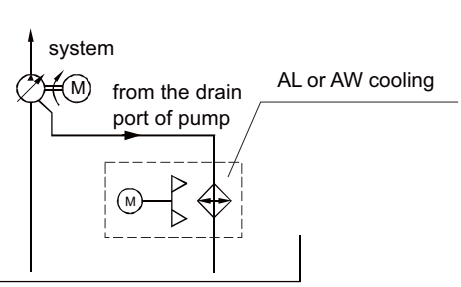 system
M
from the drain
port of pump
AL or AW cooling
M